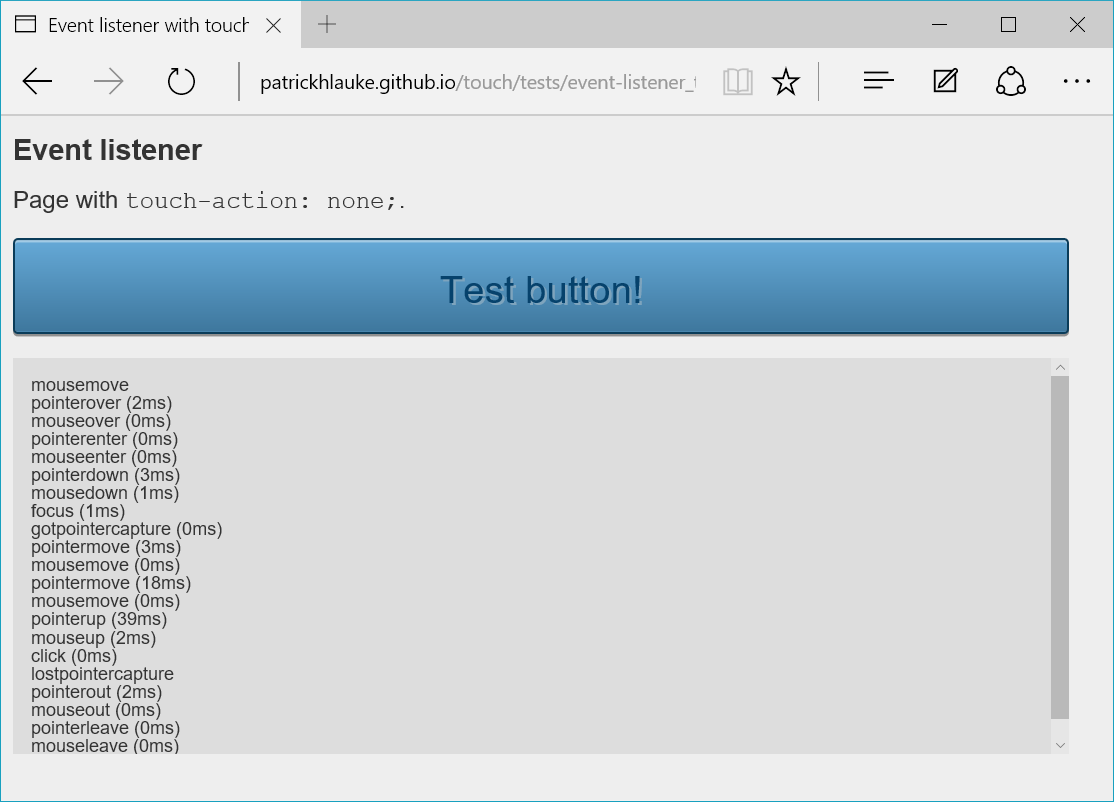 Event listener with touch
patrickhlauke.github.io/touch/tests/event-listener_
Event listener
Page with touch-action: none;.
Test button!
mousemove
pointerover (2ms)
mouseover (0ms)
pointerenter (0ms)
mouseenter (0ms)
pointerdown (3ms)
mousedown (1ms)
focus (1ms)
gotpointercapture (0ms)
pointermove (3ms)
mousemove (0ms)
pointermove (18ms)
mousemove (0ms)
pointerup (39ms)
mouseup (2ms)
click (0ms)
lostpointercapture
pointerout (2ms)
mouseout (0ms)
pointerleave (0ms)
mouseleave (0ms)